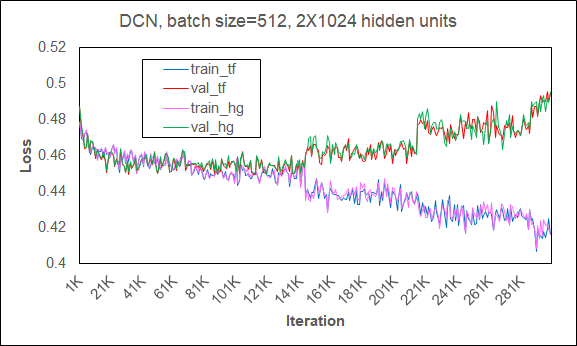 DCN, batch size=512, 2X1024 hidden units
0.52
0.5
0.48
0.46
0.44
0.42
0.4
Loss
train_tf
val_tf
train_hg
val_hg
1K 21K 41K 61K 81K 101K 121K 141K 161K 181K 201K 221K 241K 261K 281K
Iteration